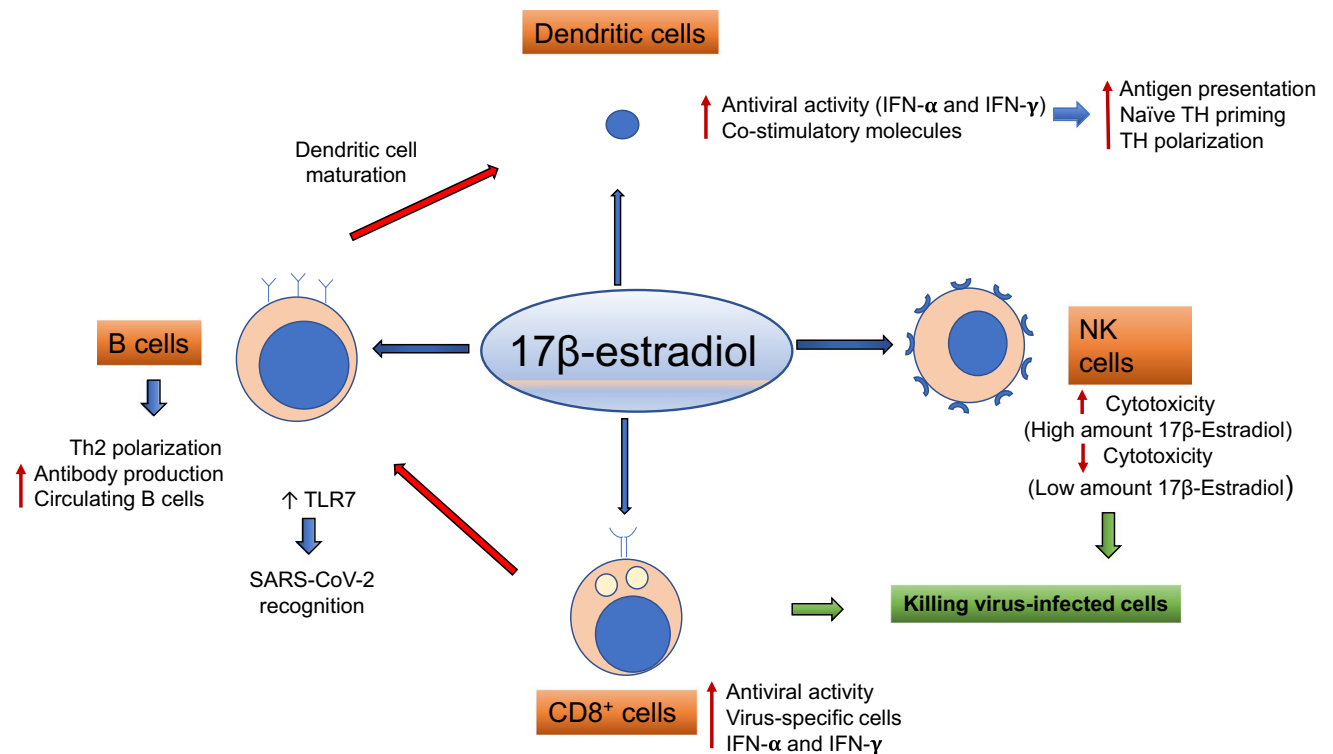 Dendritic cells
Antiviral activity (IFN-α and IFN-γ)
Co-stimulatory molecules
Antigen presentation
Naïve TH priming
TH polarization
Dendritic cell
maturation
17β-estradiol
B cells
Th2 polarization
Antibody production
Circulating B cells
↑ TLR7
SARS-CoV-2
recognition
NK
cells
Cytotoxicity
(High amount 17β-Estradiol)
Cytotoxicity
(Low amount 17β-Estradiol)
Killing virus-infected cells
CD8⁺ cells
Antiviral activity
Virus-specific cells
IFN-α and IFN-γ